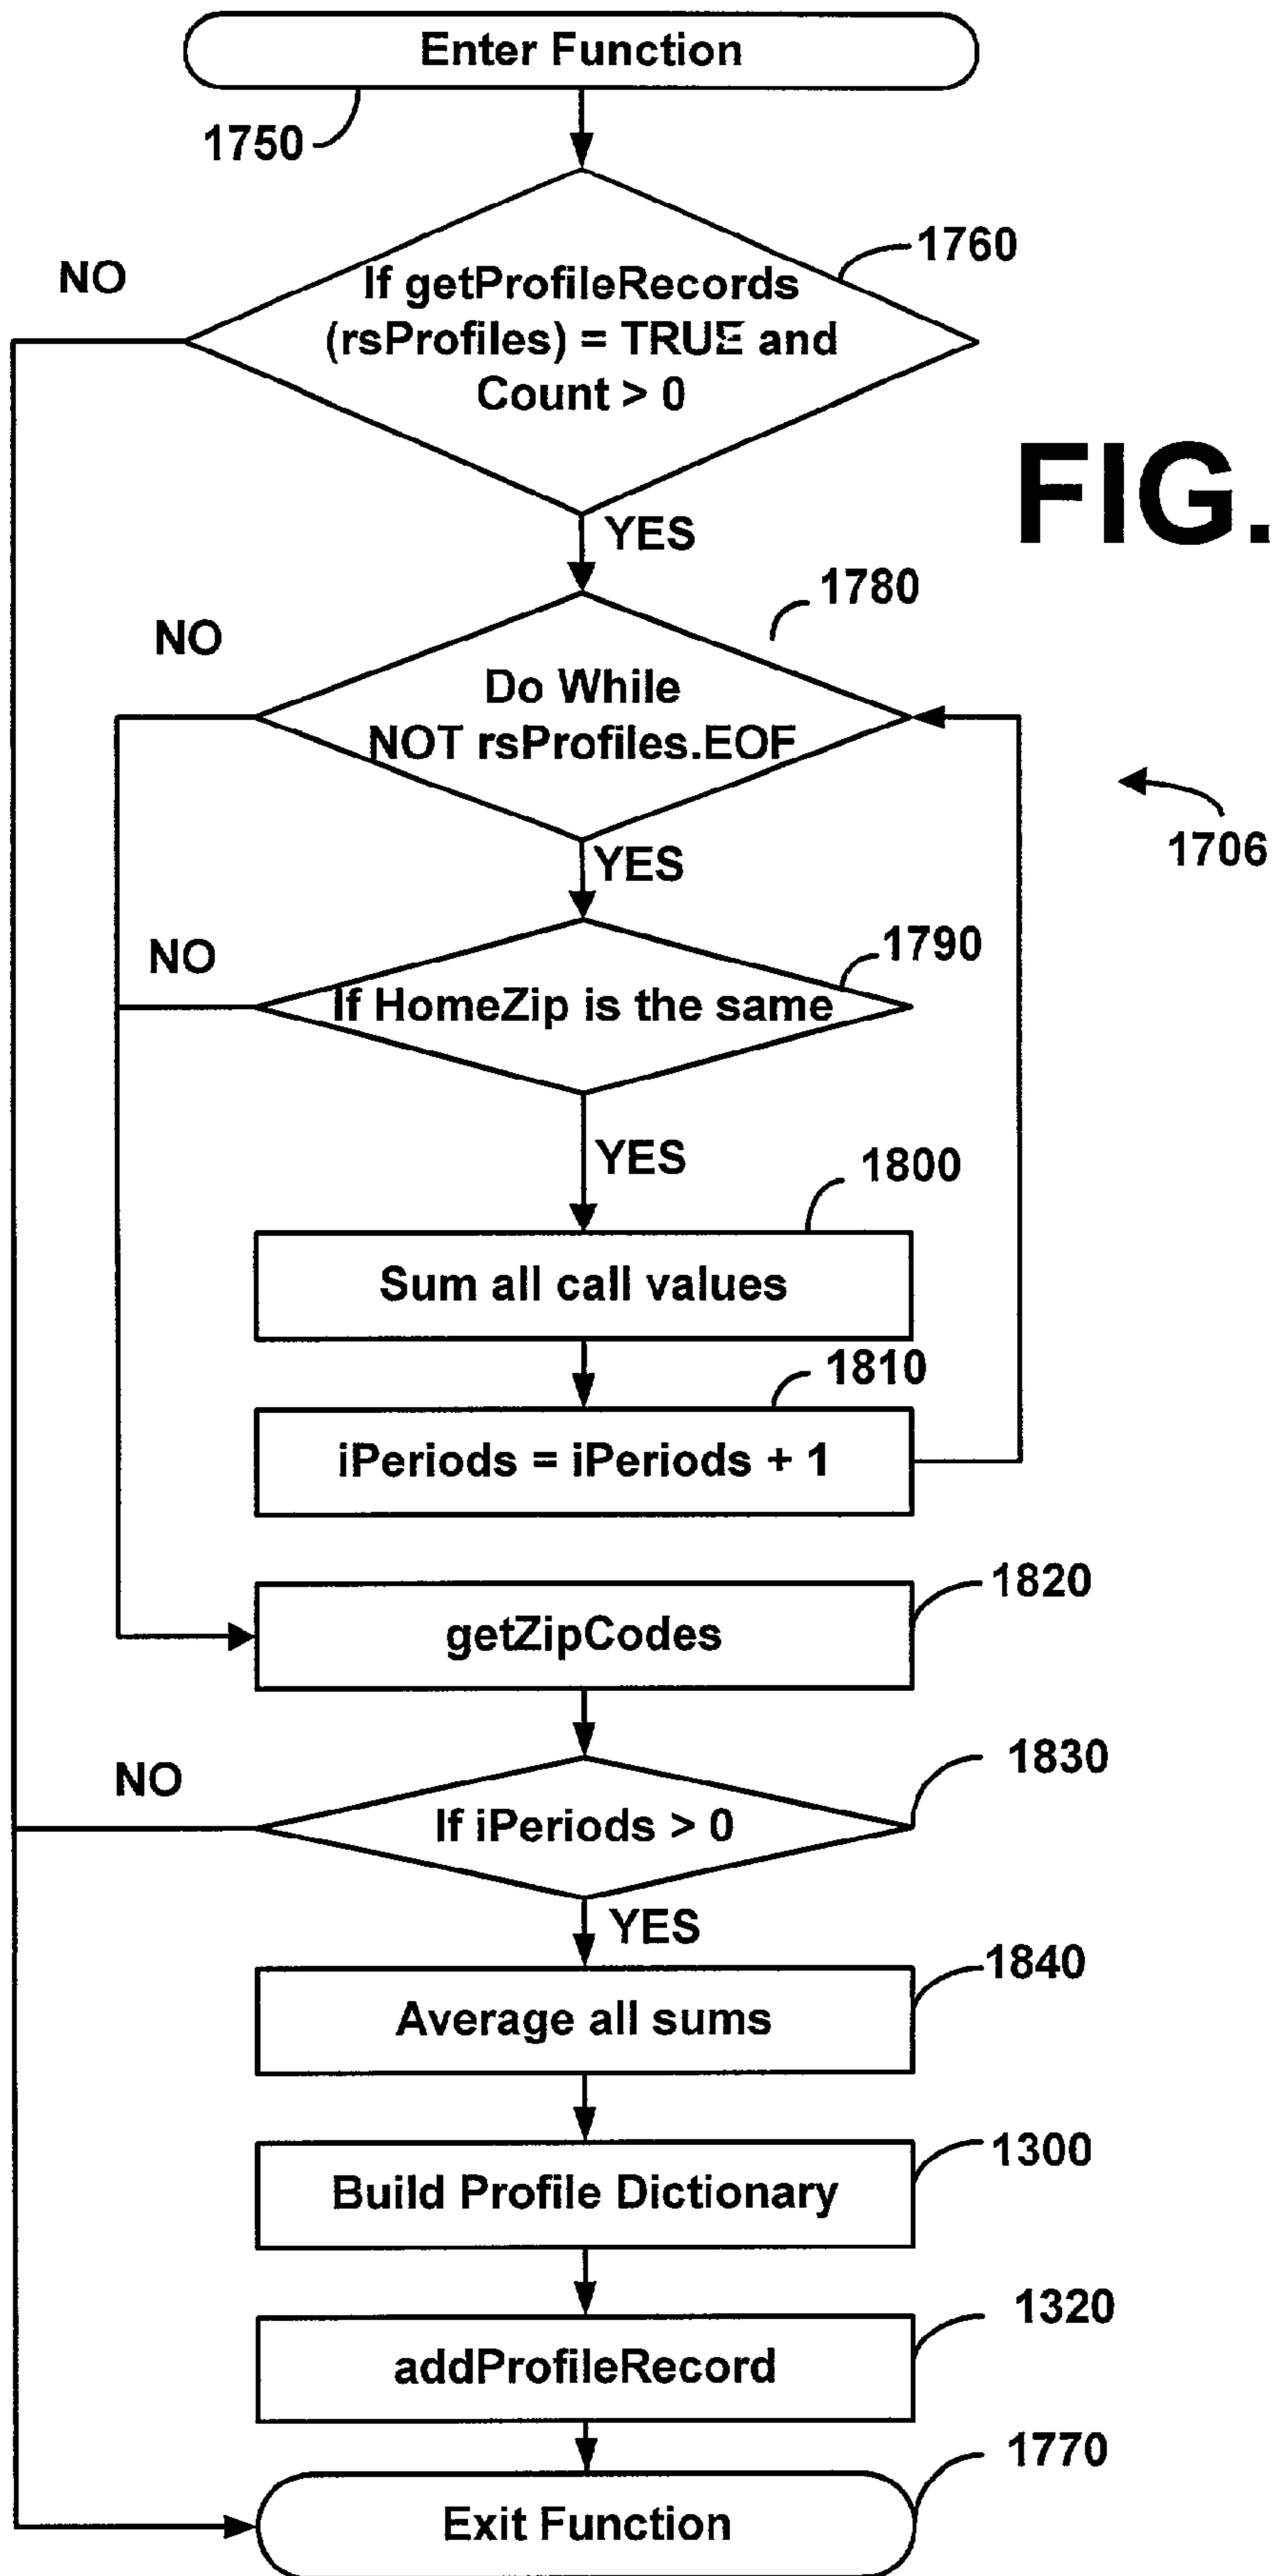 Enter Function
1750
1760
NO
If getProfileRecords
(rsProfiles) = TRUE and
Count > 0
FIG.
YES
1780
NO
Do While
NOT rsProfiles.EOF
1706
YES
1790
NO
If HomeZip is the same
YES
1800
Sum all call values
1810
iPeriods = iPeriods + 1
1820
getZipCodes
1830
NO
If iPeriods > 0
YES
1840
Average all sums
1300
Build Profile Dictionary
1320
addProfileRecord
1770
Exit Function